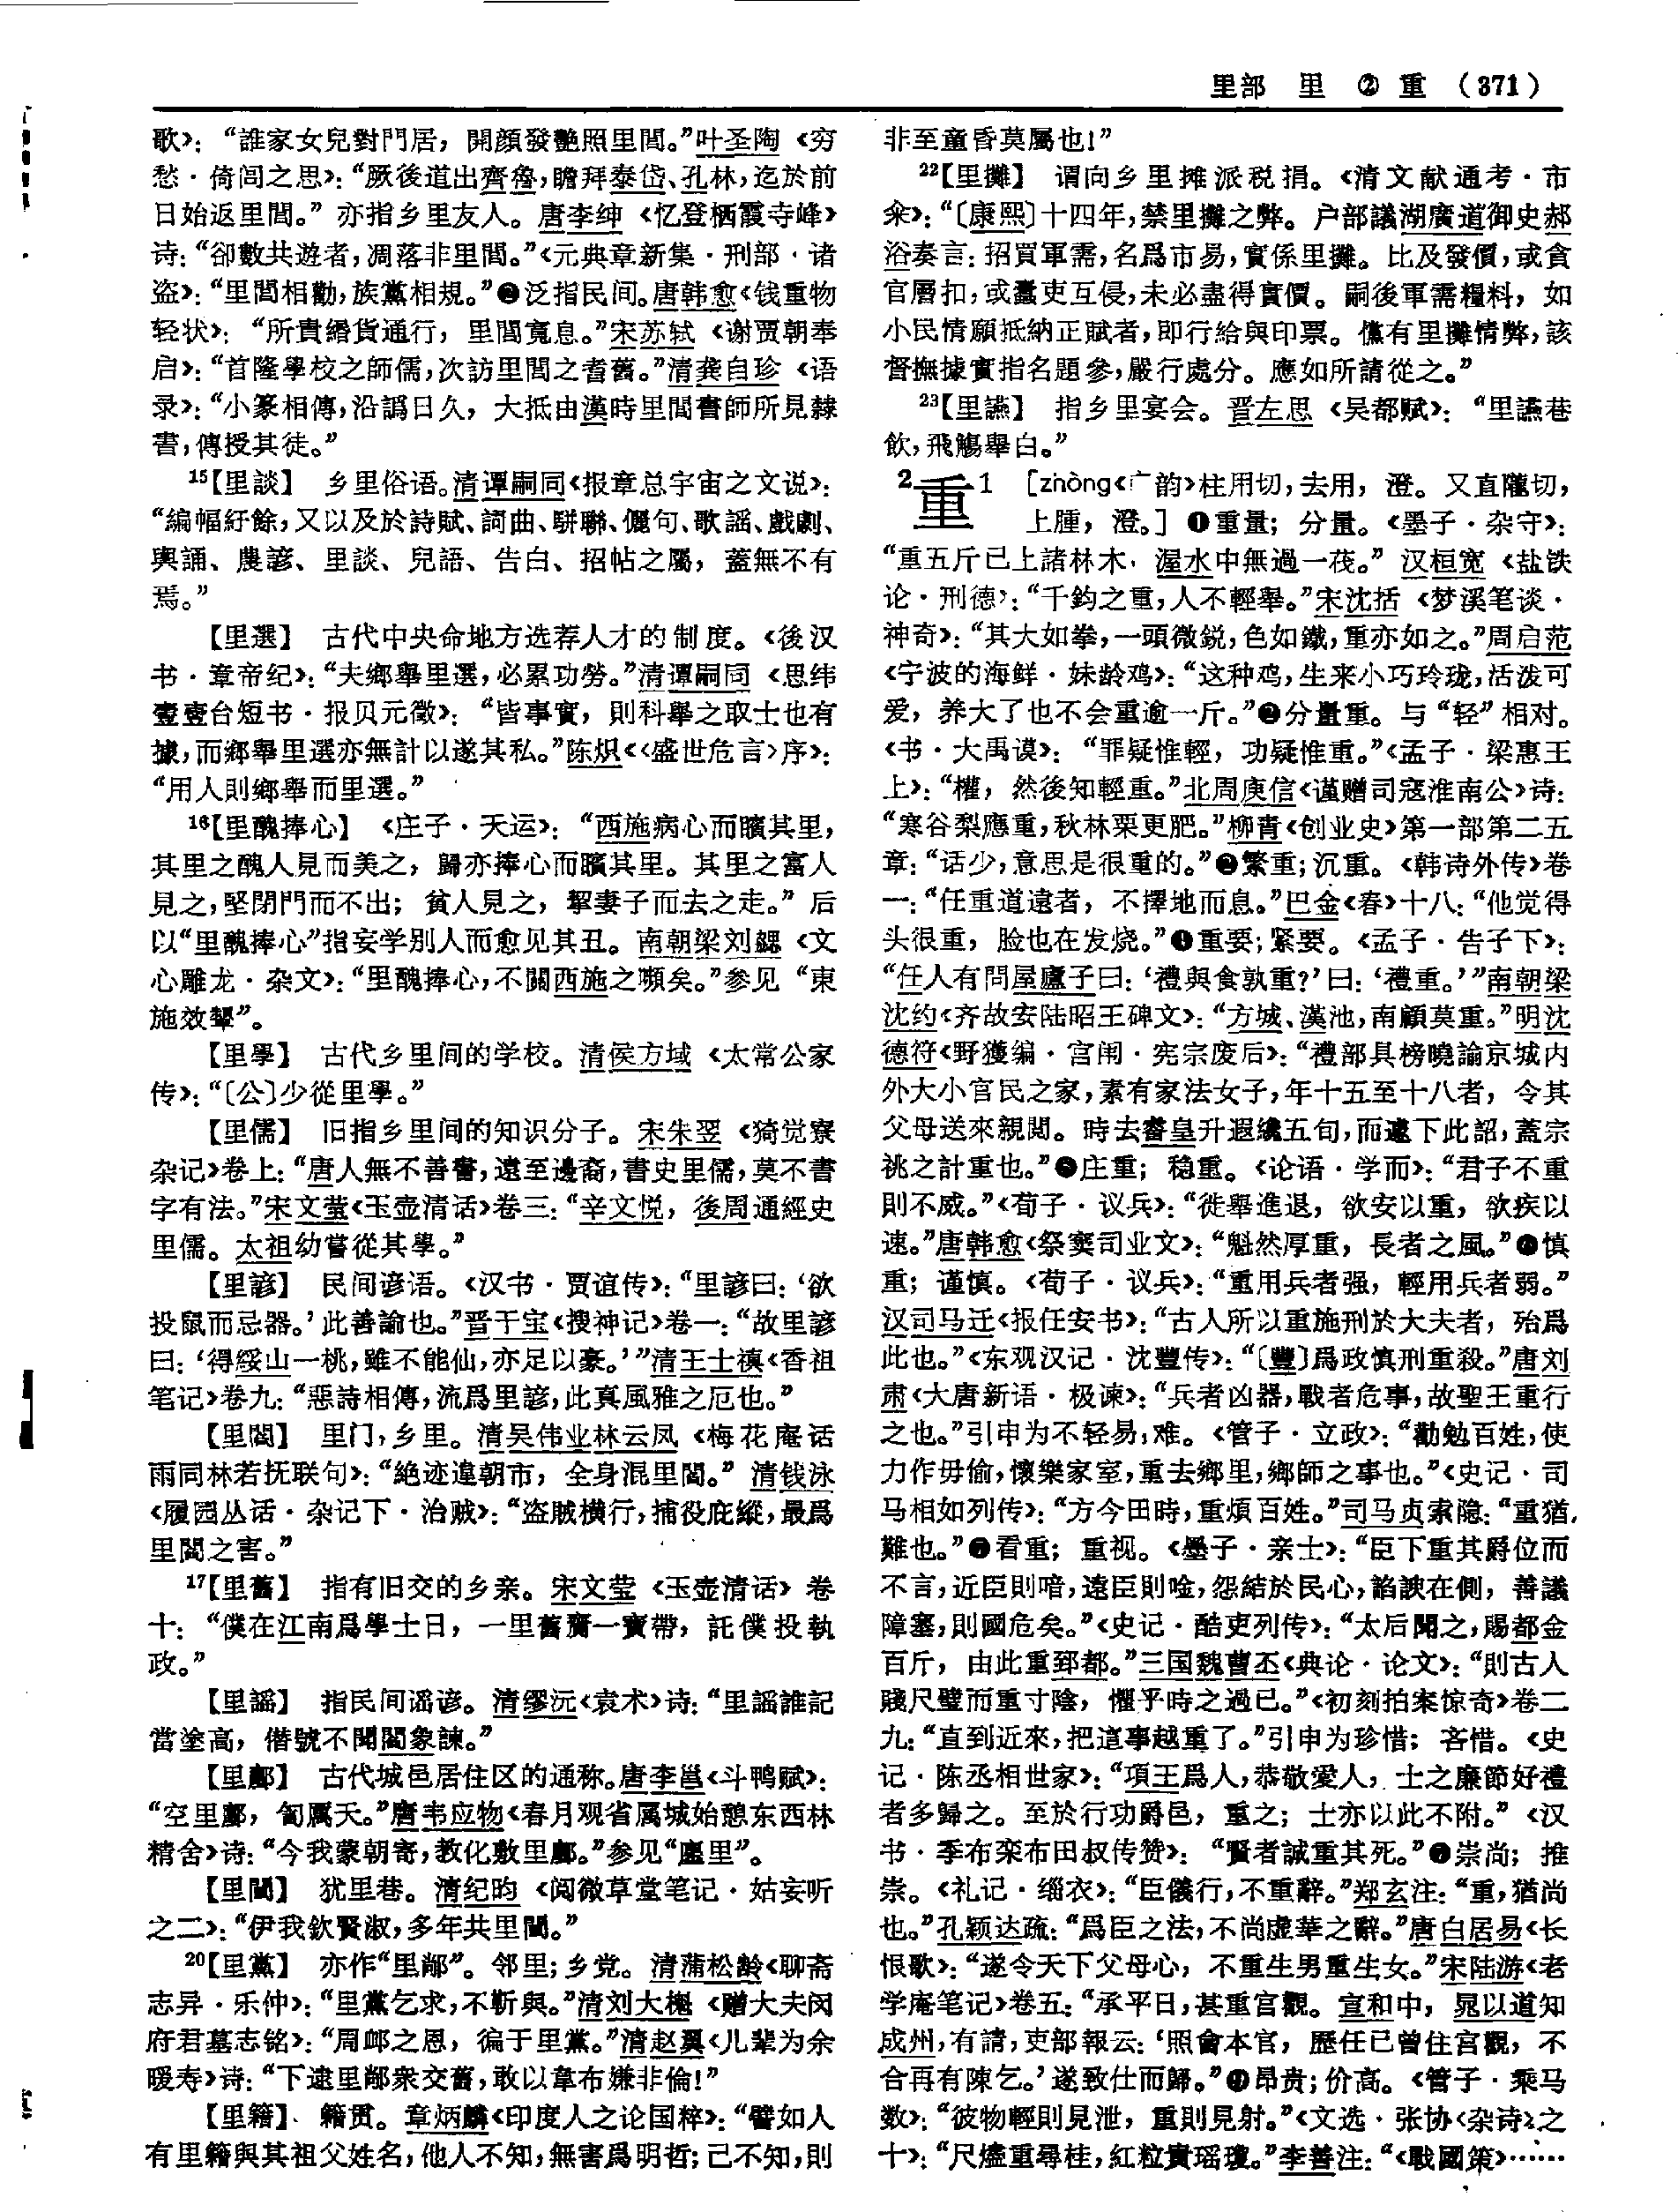 里部 里 ② 重 (371)
歌》：“誰家女兒對門居，開顔發艷照里閭。”叶圣陶《穷
愁·倚闾之思》：“厥後道出齊魯，瞻拜泰岱、孔林，迄於前
日始返里閭。”亦指乡里友人。唐李绅《忆登栖霞寺峰》
诗：“卻數共遊者，凋落非里閭。”《元典章新集·刑部·诸
盗》：“里閭相勸，族黨相規。”❷泛指民间。唐韩愈《钱重物
轻状》：“所貴緡貨通行，里閭寬息。”宋苏轼《谢贾朝奉
启》：“首隆學校之師儒，次訪里閭之耆舊。”清龚自珍《语
录》：“小篆相傳，沿譌日久，大抵由漢時里閭書師所見隸
書，傳授其徒。”
15【里談】 乡里俗语。清谭嗣同《报章总宇宙之文说》：
“編幅紆餘，又以及於詩賦、詞曲、駢聯、儷句、歌謡、戲劇、
輿誦、農諺、里談、兒語、告白、招帖之屬，蓋無不有
焉。”
【里選】 古代中央命地方选荐人才的制度。《後汉
书·章帝纪》：“夫鄉舉里選，必累功勞。”清谭嗣同《思纬
壹壹台短书·报贝元徵》：“皆事實，則科舉之取士也有
據，而鄉舉里選亦無計以遂其私。”陈炽《〈盛世危言〉序》：
“用人則鄉舉而里選。”
16【里醜捧心】 《庄子·天运》：“西施病心而矉其里，
其里之醜人見而美之，歸亦捧心而矉其里。其里之富人
見之，堅閉門而不出；貧人見之，挈妻子而去之走。”后
以“里醜捧心”指妄学别人而愈见其丑。南朝梁刘勰《文
心雕龙·杂文》：“里醜捧心，不關西施之嚬矣。”参见“東
施效顰”。
【里學】 古代乡里间的学校。清侯方域《太常公家
传》：“〔公〕少從里學。”
【里儒】 旧指乡里间的知识分子。宋朱翌《猗觉寮
杂记》卷上：“唐人無不善書，遠至邊裔，書史里儒，莫不書
字有法。”宋文莹《玉壶清话》卷三：“辛文悦，後周通經史
里儒。太祖幼嘗從其學。”
【里諺】 民间谚语。《汉书·贾谊传》：“里諺曰：‘欲
投鼠而忌器。’此善諭也。”晋干宝《搜神记》卷一：“故里諺
曰：‘得綏山一桃，雖不能仙，亦足以豪。’”清王士禛《香祖
笔记》卷九：“惡詩相傳，流爲里諺，此真風雅之厄也。”
【里閻】 里门，乡里。清吴伟业林云凤《梅花庵话
雨同林若抚联句》：“絶迹違朝市，全身混里閻。”清钱泳
《履园丛话·杂记下·治贼》：“盗賊横行，捕役庇縱，最爲
里閻之害。”
17【里舊】 指有旧交的乡亲。宋文莹《玉壶清话》卷
十：“僕在江南爲學士日，一里舊齎一寶帶，託僕投執
政。”
【里謡】 指民间谣谚。清缪沅《袁术》诗：“里謡誰記
當塗高，僭號不聞閻象諫。”
【里鄽】 古代城邑居住区的通称。唐李邕《斗鸭赋》：
“空里鄽，匐厲天。”唐韦应物《春月观省属城始憩东西林
精舍》诗：“今我蒙朝寄，教化敷里鄽。”参见“廛里”。
【里閫】 犹里巷。清纪昀《阅微草堂笔记·姑妄听
之二》：“伊我欽賢淑，多年共里閫。”
20【里黨】 亦作“里鄗”。邻里；乡党。清蒲松龄《聊斋
志异·乐仲》：“里黨乞求，不靳與。”清刘大櫆《赠大夫闵
府君墓志铭》：“周卹之恩，徧于里黨。”清赵翼《儿辈为余
暖寿》诗：“下逮里鄗衆交舊，敢以韋布嫌非倫！”
【里籍】 籍贯。章炳麟《印度人之论国粹》：“譬如人
有里籍與其祖父姓名，他人不知，無害爲明哲；己不知，則
非至童昏莫屬也！”
22【里攤】 谓向乡里摊派税捐。《清文献通考·市
籴》：“〔康熙〕十四年，禁里攤之弊。户部議湖廣道御史郝
浴奏言：招買軍需，名爲市易，實係里攤。比及發價，或貪
官層扣，或蠹吏互侵，未必盡得實價。嗣後軍需糧料，如
小民情願抵納正賦者，即行給與印票。儻有里攤情弊，該
督撫據實指名題參，嚴行處分。應如所請從之。”
23【里讌】 指乡里宴会。晋左思《吴都赋》：“里讌巷
飲，飛觴舉白。”
2重1 [zhòng《广韵》柱用切，去用，澄。又直隴切，
上腫，澄。] ❶重量；分量。《墨子·杂守》：
“重五斤已上諸林木，渥水中無過一茷。”汉桓宽《盐铁
论·刑德》：“千鈞之重，人不輕舉。”宋沈括《梦溪笔谈·
神奇》：“其大如拳，一頭微鋭，色如鐵，重亦如之。”周启范
《宁波的海鲜·妹龄鸡》：“这种鸡，生来小巧玲珑，活泼可
爱，养大了也不会重逾一斤。”❷分量重。与“轻”相对。
《书·大禹谟》：“罪疑惟輕，功疑惟重。”《孟子·梁惠王
上》：“權，然後知輕重。”北周庾信《谨赠司寇淮南公》诗：
“寒谷梨應重，秋林栗更肥。”柳青《创业史》第一部第二五
章：“话少，意思是很重的。”❸繁重；沉重。《韩诗外传》卷
一：“任重道遠者，不擇地而息。”巴金《春》十八：“他觉得
头很重，脸也在发烧。”❹重要；紧要。《孟子·告子下》：
“任人有問屋廬子曰：‘禮與食孰重？’曰：‘禮重。’”南朝梁
沈约《齐故安陆昭王碑文》：“方城、漢池，南顧莫重。”明沈
德符《野獲编·宫闱·宪宗废后》：“禮部具榜曉諭京城内
外大小官民之家，素有家法女子，年十五至十八者，令其
父母送來親閲。時去睿皇升遐纔五旬，而遽下此詔，蓋宗
祧之計重也。”❺庄重；稳重。《论语·学而》：“君子不重
則不威。”《荀子·议兵》：“徙舉進退，欲安以重，欲疾以
速。”唐韩愈《祭窦司业文》：“魁然厚重，長者之風。”❻慎
重；谨慎。《荀子·议兵》：“重用兵者强，輕用兵者弱。”
汉司马迁《报任安书》：“古人所以重施刑於大夫者，殆爲
此也。”《东观汉记·沈豐传》：“〔豐〕爲政慎刑重殺。”唐刘
肃《大唐新语·极谏》：“兵者凶器，戰者危事，故聖王重行
之也。”引申为不轻易，难。《管子·立政》：“勸勉百姓，使
力作毋偷，懷樂家室，重去鄉里，鄉師之事也。”《史记·司
马相如列传》：“方今田時，重煩百姓。”司马贞索隐：“重猶
難也。”❼看重；重视。《墨子·亲士》：“臣下重其爵位而
不言，近臣則喑，遠臣則唫，怨結於民心，諂諛在側，善議
障塞，則國危矣。”《史记·酷吏列传》：“太后聞之，賜都金
百斤，由此重郅都。”三国魏曹丕《典论·论文》：“則古人
賤尺璧而重寸陰，懼乎時之過已。”《初刻拍案惊奇》卷二
九：“直到近來，把這事越重了。”引申为珍惜；吝惜。《史
记·陈丞相世家》：“項王爲人，恭敬愛人，士之廉節好禮
者多歸之。至於行功爵邑，重之；士亦以此不附。”《汉
书·季布栾布田叔传赞》：“賢者誠重其死。”❽崇尚；推
崇。《礼记·缁衣》：“臣儀行，不重辭。”郑玄注：“重，猶尚
也。”孔颖达疏：“爲臣之法，不尚虚華之辭。”唐白居易《长
恨歌》：“遂令天下父母心，不重生男重生女。”宋陆游《老
学庵笔记》卷五：“承平日，甚重宫觀。宣和中，晁以道知
成州，有請，吏部報云：‘照會本官，歷任已曾住宫觀，不
合再有陳乞。’遂致仕而歸。”❾昂贵；价高。《管子·乘马
数》：“彼物輕則見泄，重則見射。”《文选·张协〈杂诗〉之
十》：“尺燼重尋桂，紅粒貴瑶瓊。”李善注：“《戰國策》……